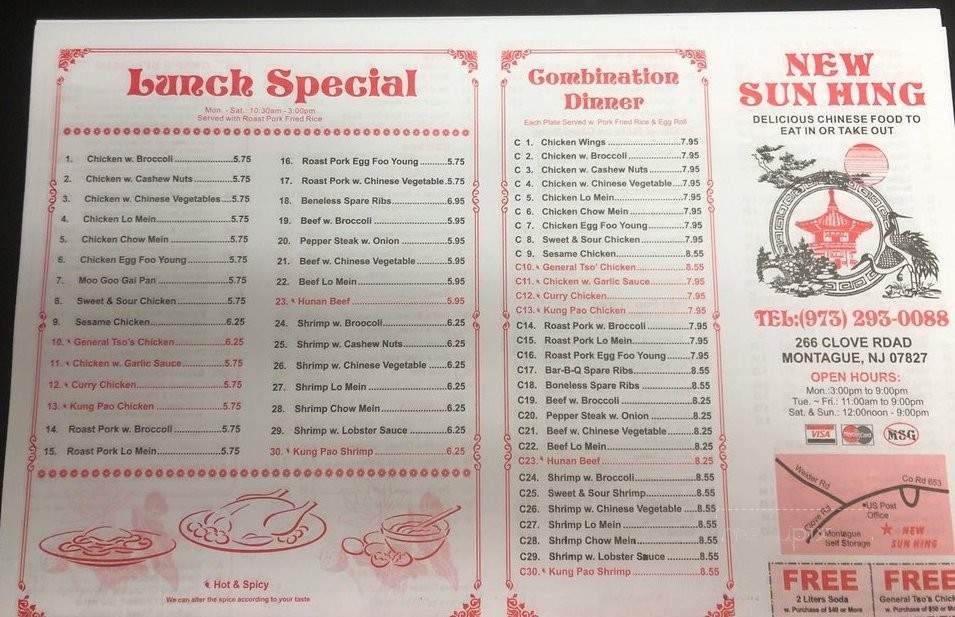 Lunch Special
Mon. - Sat.: 10:30am - 3:00pm
Served with Roast Pork Fried Rice
1. Chicken w. Broccoli 5.75
2. Chicken w. Cashew Nuts 5.75
3. Chicken w. Chinese Vegetables 5.75
4. Chicken Lo Mein 5.75
5. Chicken Chow Mein 5.75
6. Chicken Egg Foo Young 5.75
7. Moo Goo Gai Pan 5.75
8. Sweet & Sour Chicken 5.75
9. Sesame Chicken 6.25
10. General Tso's Chicken 6.25
11. Chicken w. Garlic Sauce 5.75
12. Curry Chicken 5.75
13. Kung Pao Chicken 5.75
14. Roast Pork w. Broccoli 5.75
15. Roast Pork Lo Mein 5.75
16. Roast Pork Egg Foo Young 5.75
17. Roast Pork w. Chinese Vegetable 5.75
18. Beneless Spare Ribs 6.95
19. Beef w. Broccoli 5.95
20. Pepper Steak w. Onion 5.95
21. Beef w. Chinese Vegetable 5.95
22. Beef Lo Mein 5.95
23. Hunan Beef 5.95
24. Shrimp w. Broocoli 6.25
25. Shrimp w. Cashew Nuts 6.25
26. Shrimp w. Chinese Vegetable 6.25
27. Shrimp Lo Mein 6.25
28. Shrimp Chow Mein 6.25
29. Shrimp w. Lobster Sauce 6.25
30. Kung Pao Shrimp 6.25
Hot & Spicy
We can alter the spice according to your taste
Combination
Dinner
Each Plate Served w. Pork Fried Rice & Egg Roll
C 1. Chicken Wings 7.95
C 2. Chicken w. Broccoli 7.95
C 3. Chicken w. Cashew Nuts 7.95
C 4. Chicken w. Chinese Vegetable 7.95
C 5. Chicken Lo Mein 7.95
C 6. Chicken Chow Mein 7.95
C 7. Chicken Egg Foo Young 7.95
C 8. Sweet & Sour Chicken 7.95
C 9. Sesame Chicken 8.55
C10. General Tso' Chicken 8.55
C11. Chicken w. Garlic Sauce 7.95
C12. Curry Chicken 7.95
C13. Kung Pao Chicken 7.95
C14. Roast Pork w. Broccoli 7.95
C15. Roast Pork Lo Mein 7.95
C16. Roast Pork Egg Foo Young 7.95
C17. Bar-B-Q Spare Ribs 8.55
C18. Boneless Spare Ribs 8.55
C19. Beef w. Broccoli 8.25
C20. Pepper Steak w. Onion 8.25
C21. Beef w. Chinese Vegetable 8.25
C22. Beef Lo Mein 8.25
C23. Hunan Beef 8.25
C24. Shrimp w. Broccoli 8.55
C25. Sweet & Sour Shrimp 8.55
C26. Shrimp w. Chinese Vegetable 8.55
C27. Shrimp Lo Mein 8.55
C28. Shrimp Chow Mein 8.55
C29. Shrimp w. Lobster Sauce 8.55
C30. Kung Pao Shrimp 8.55
NEW
SUN HING
DELICIOUS CHINESE FOOD TO
EAT IN OR TAKE OUT
TEL:(973) 293-0088
266 CLOVE RDAD
MONTAGUE, NJ 07827
OPEN HOURS:
Mon.:3:00pm to 9:00pm
Tue. ~ Fri.: 11:00am to 9:00pm
Sat. & Sun.: 12:00noon - 9:00pm
VISA MasterCard MSG
Weider Rd
Co Rd 653
Clove Rd
US Post
Office
Montague
Self Storage
NEW
SUN HING
FREE
2 Liters Soda
w. Purchase of $40 or More
FREE
General Tso's Chick
w. Purchase of $50 or Mo